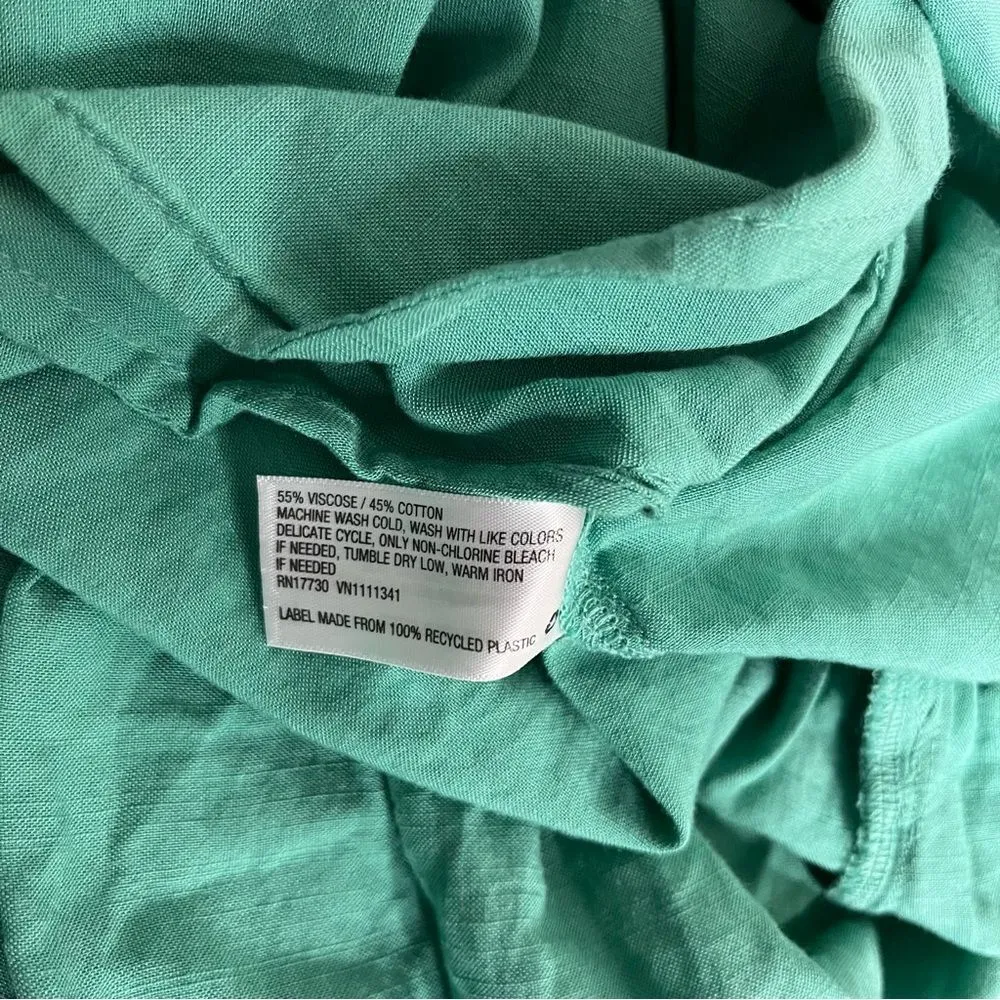 55% VISCOSE / 45% COTTON
MACHINE WASH COLD, WASH WITH LIKE COLORS
DELICATE CYCLE, ONLY NON-CHLORINE BLEACH
IF NEEDED, TUMBLE DRY LOW, WARM IRON
IF NEEDED
RN17730 VN1111341
LABEL MADE FROM 100% RECYCLED PLASTIC